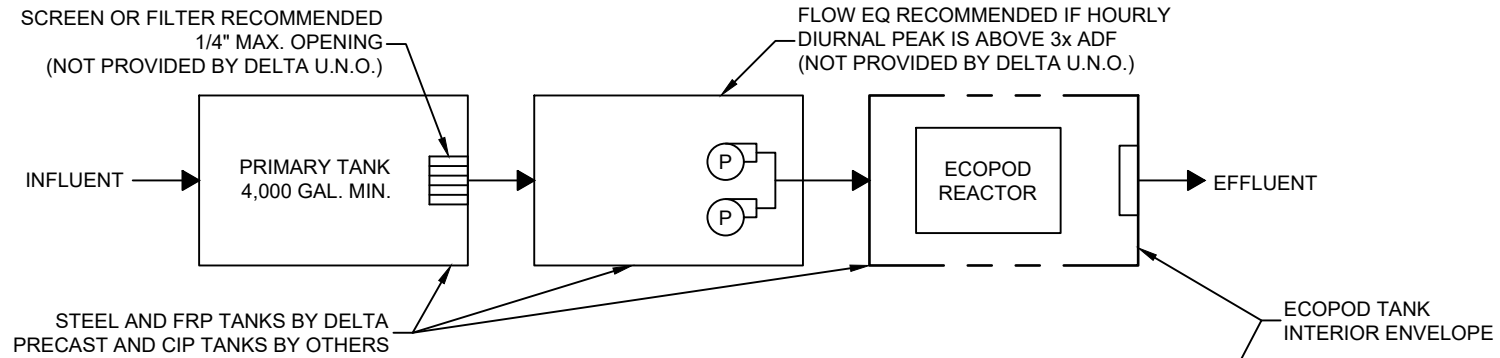 SCREEN OR FILTER RECOMMENDED
1/4" MAX. OPENING
(NOT PROVIDED BY DELTA U.N.O.)
FLOW EQ RECOMMENDED IF HOURLY
DIURNAL PEAK IS ABOVE 3x ADF
(NOT PROVIDED BY DELTA U.N.O.)
INFLUENT
PRIMARY TANK
4,000 GAL. MIN.
P
P
ECOPOD
REACTOR
EFFLUENT
STEEL AND FRP TANKS BY DELTA
PRECAST AND CIP TANKS BY OTHERS
ECOPOD TANK
INTERIOR ENVELOPE